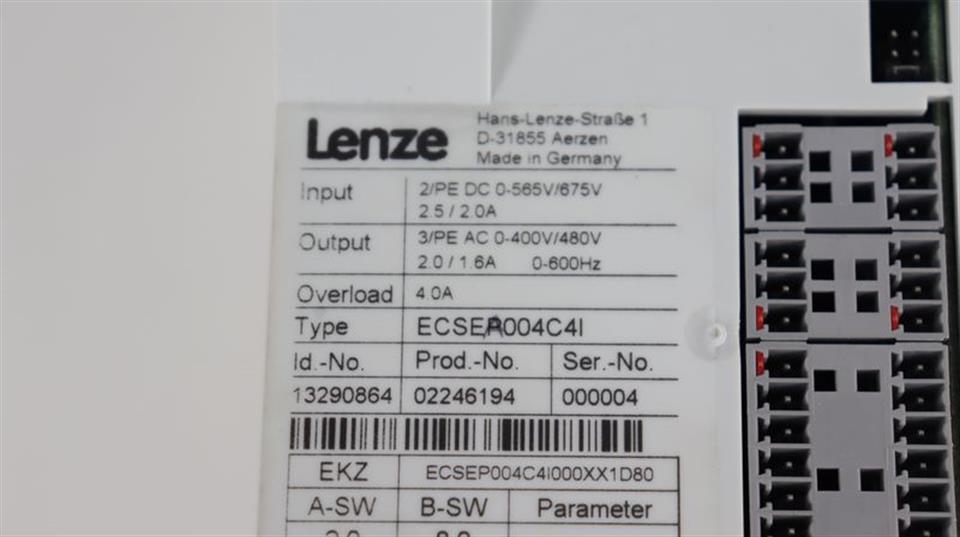 Lenze
Hans-Lenze-Straße 1
D-31855 Aerzen
Made in Germany
Input
2/PE DC 0-565V/675V
2.5 / 2.0A
Output
3/PE AC 0-400V/480V
2.0 / 1.6A 0-600Hz
Overload 4.0A
Type
Id.-No. Prod.-No. Ser.-No.
13290864 02246194 000004
EKZ ECSEP004C4I000XX1D80
A-SW B-SW Parameter